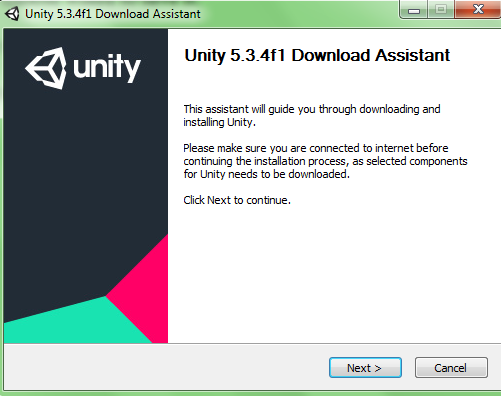 Unity 5.3.4f1 Download Assistant
unity
Unity 5.3.4f1 Download Assistant
This assistant will guide you through downloading and
installing Unity.
Please make sure you are connected to internet before
continuing the installation process, as selected components
for Unity needs to be downloaded.
Click Next to continue.
Next >
Cancel